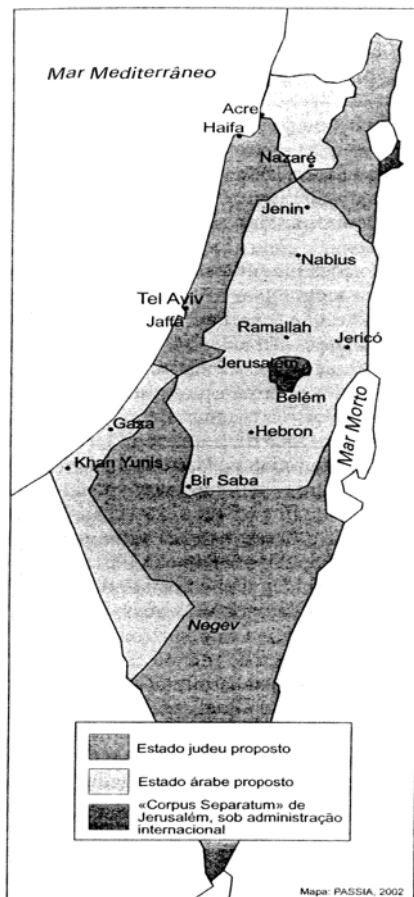 Mar Mediterrâneo
Acre
Haifa
Nazaré
Jenin
Nablus
Tel Aviv
Jaffa
Ramallah
Jericó
Jerusalém
Belém
Mar Morto
Gaza
Hebron
Khan Yunis
Bir Saba
Negev
Estado judeu proposto
Estado árabe proposto
«Corpus Separatum» de
Jerusalém, sob administração
internacional
Mapa: PASSIA, 2002